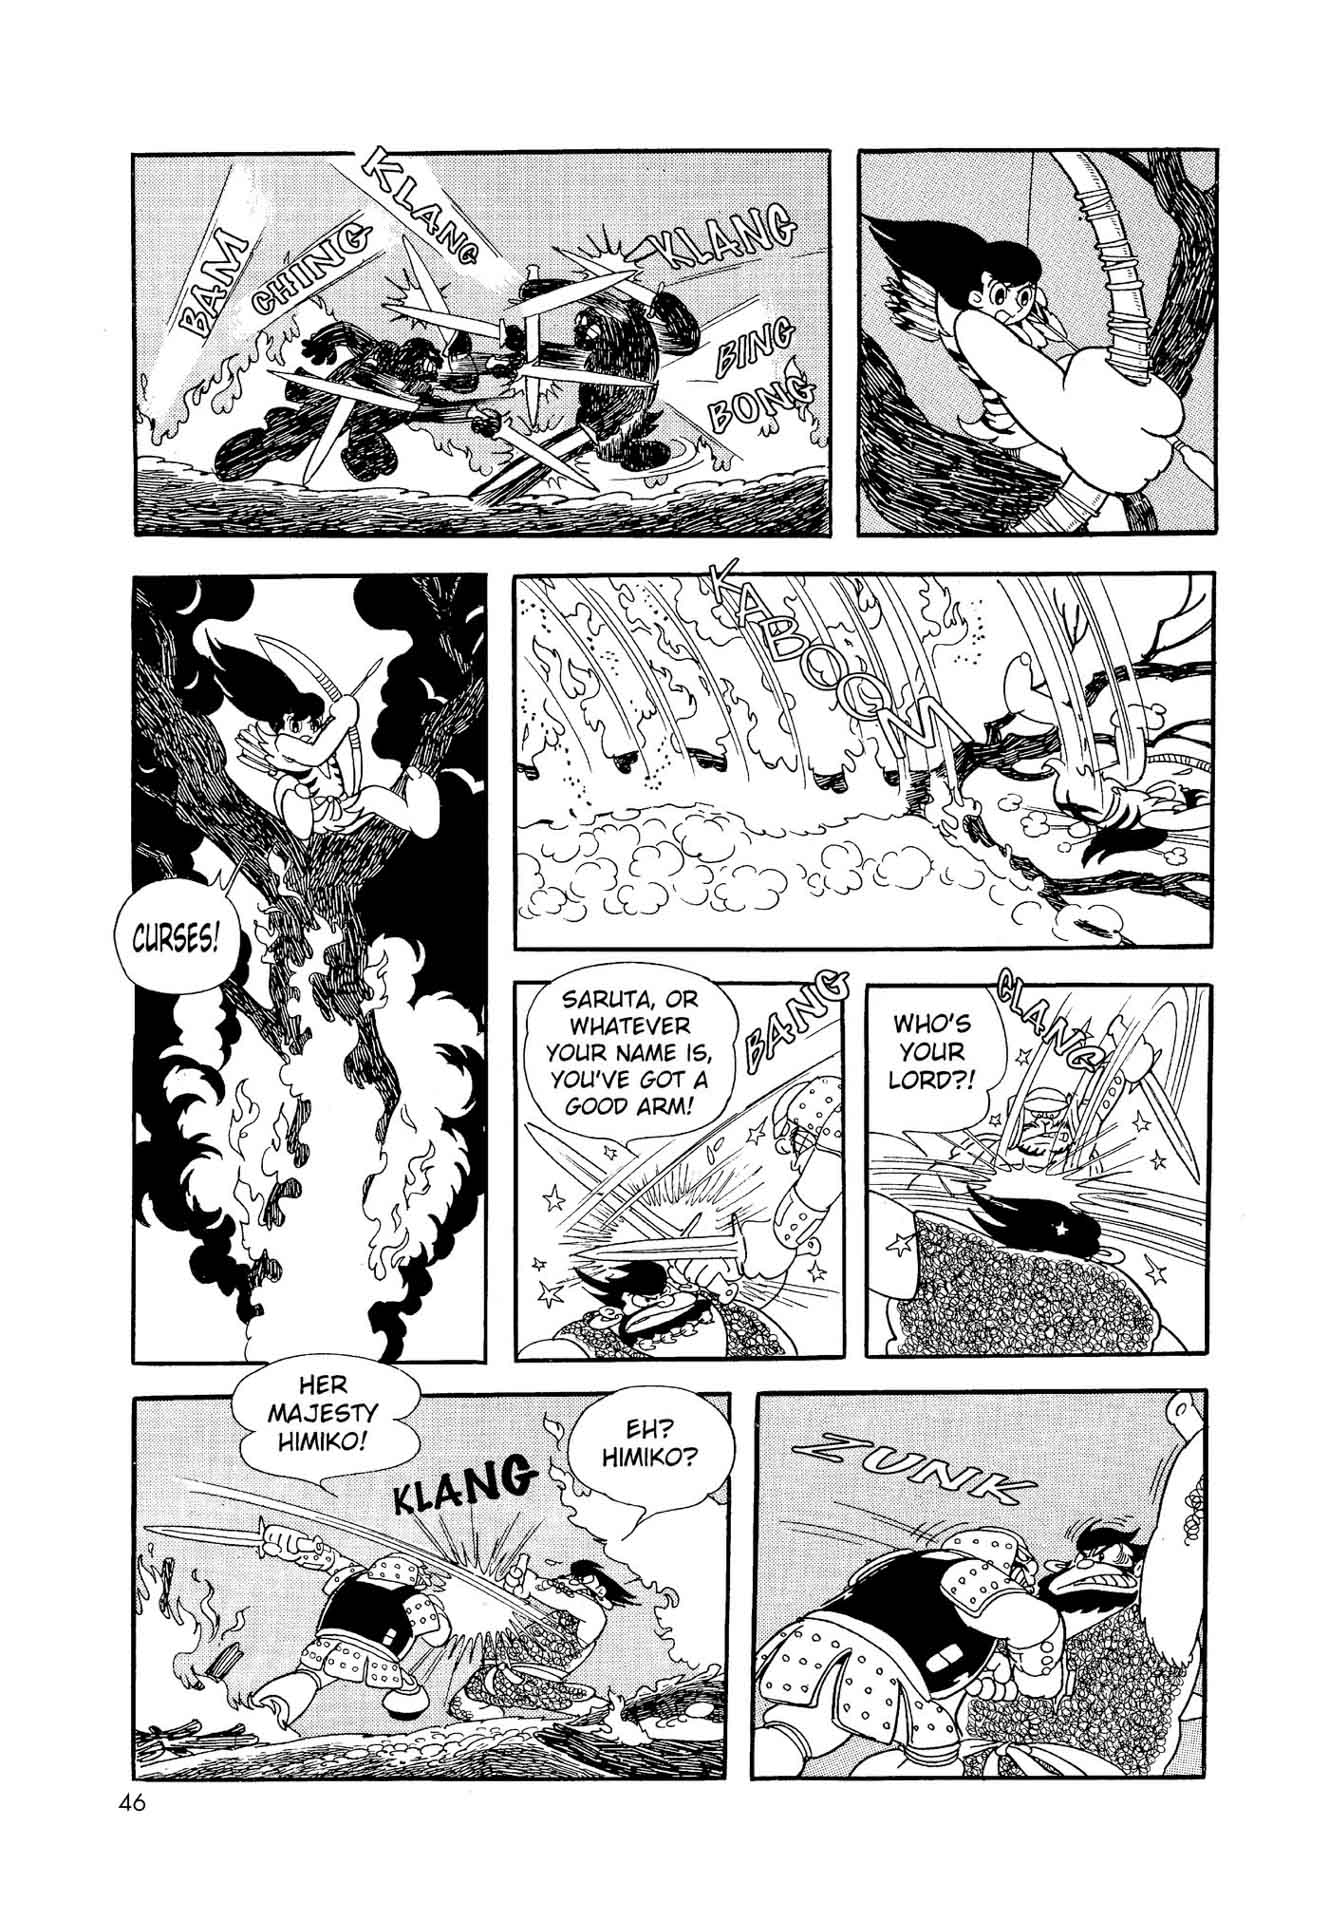 BAM
CHING
KLANG
KLANG
BING
BONG
CURSES!
KABOOM
SARUTA, OR
WHATEVER
YOUR NAME IS,
YOU'VE GOT A
GOOD ARM!
BANG
WHO'S
YOUR
LORD?!
CLANG
HER
MAJESTY
HIMIKO!
KLANG
EH?
HIMIKO?
ZUNK
46